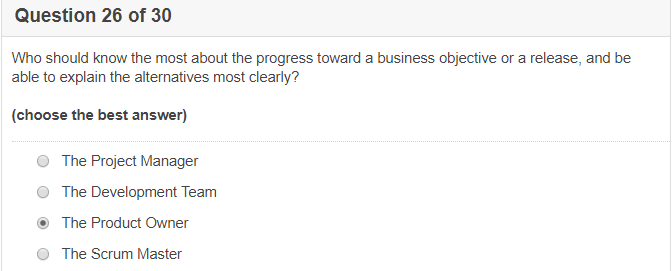 Question 26 of 30
Who should know the most about the progress toward a business objective or a release, and be
able to explain the alternatives most clearly?
(choose the best answer)
The Project Manager
The Development Team
The Product Owner
The Scrum Master